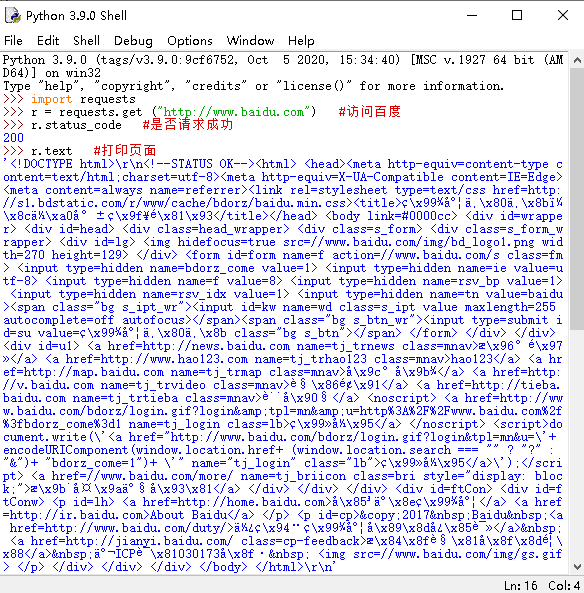 Python 3.9.0 Shell
File Edit Shell Debug Options Window Help
Python 3.9.0 (tags/v3.9.0:9cf6752, Oct  5 2020, 15:34:40) [MSC v.1927 64 bit (AM
D64)] on win32
Type "help", "copyright", "credits" or "license()" for more information.
>>> import requests
>>> r = requests.get ("http://www.baidu.com")   #访问百度
>>> r.status_code   #是否请求成功
200
>>> r.text   #打印页面
'<!DOCTYPE html>\r\n<!--STATUS OK--><html> <head><meta http-equiv=content-type c
ontent=text/html;charset=utf-8><meta http-equiv=X-UA-Compatible content=IE=Edge>
<meta content=always name=referrer><link rel=stylesheet type=text/css href=http:
//s1.bdstatic.com/r/www/cache/bdorz/baidu.min.css><title>ç\x99¾åº¦ä¸\x80ä¸\x8bï¼
\x8cä½\xa0å°±ç\x9f¥é\x81\x93</title></head> <body link=#0000cc> <div id=wrappe
r> <div id=head> <div class=head_wrapper> <div class=s_form> <div class=s_form_w
rapper> <div id=lg> <img hidefocus=true src=//www.baidu.com/img/bd_logo1.png wid
th=270 height=129> </div> <form id=form name=f action=//www.baidu.com/s class=fm
> <input type=hidden name=bdorz_come value=1> <input type=hidden name=ie value=u
tf-8> <input type=hidden name=f value=8> <input type=hidden name=rsv_bp value=1>
<input type=hidden name=rsv_idx value=1> <input type=hidden name=tn value=baidu
><span class="bg s_ipt_wr"><input id=kw name=wd class=s_ipt value maxlength=255
autocomplete=off autofocus></span><span class="bg s_btn_wr"><input type=submit i
d=su value=ç\x99¾åº¦ä¸\x80ä¸\x8b class="bg s_btn"></span> </form> </div> </div>
<div id=u1> <a href=http://news.baidu.com name=tj_trnews class=mnav>æ\x96°é\x97
»</a> <a href=http://www.hao123.com name=tj_trhao123 class=mnav>hao123</a> <a hr
ef=http://map.baidu.com name=tj_trmap class=mnav>å\x9c°å\x9b¾</a> <a href=http:/
/v.baidu.com name=tj_trvideo class=mnav>è§\x86é¢\x91</a> <a href=http://tieba.
baidu.com name=tj_trtieba class=mnav>è´´å\x90§</a> <noscript> <a href=http://ww
w.baidu.com/bdorz/login.gif?login&amp;tpl=mn&amp;u=http%3A%2F%2Fwww.baidu.com%2f
%3fbdorz_come%3d1 name=tj_login class=lb>ç\x99»å½\x95</a> </noscript> <script>d
ocument.write(\'<a href="http://www.baidu.com/bdorz/login.gif?login&tpl=mn&u=\'+
encodeURIComponent(window.location.href+ (window.location.search === "" ? "?" :
"&")+ "bdorz_come=1")+ \'" name="tj_login" class="lb">ç\x99»å½\x95</a>\');</scri
pt> <a href=//www.baidu.com/more/ name=tj_briicon class=bri style="display: bloc
k;">æ\x9b´å¤\x9aäº§å\x93\x81</a> </div> </div> </div> <div id=ftCon> <div id=f
tConw> <p id=lh> <a href=http://home.baidu.com>å\x85³äº\x8eç\x99¾åº¦</a> <a hre
f=http://ir.baidu.com>About Baidu</a> </p> <p id=cp>&copy;2017&nbsp;Baidu&nbsp;<a
href=http://www.baidu.com/duty/>ä½¿ç\x94¨ç\x99¾åº¦å\x89\x8då¿\x85è¯»</a>&nbsp;
<a href=http://jianyi.baidu.com/ class=cp-feedback>æ\x84\x8fè§\x81å\x8f\x8dé¦\
x88</a>&nbsp;äº¬ICPè¯\x81030173å\x8f·&nbsp; <img src=//www.baidu.com/img/gs.gif
> </p> </div> </div> </div> </body> </html>\r\n'
Ln: 16 Col: 4